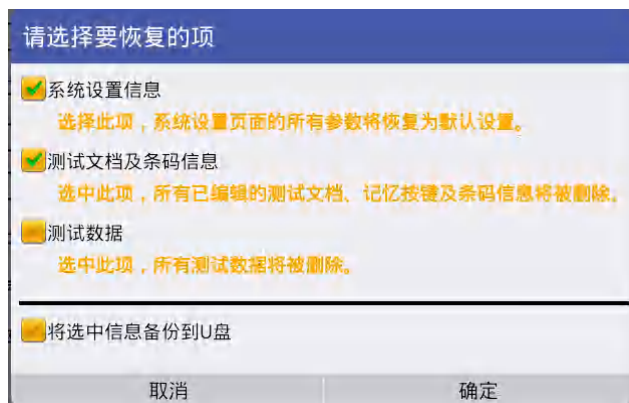 请选择要恢复的项
系统设置信息
选择此项，系统设置页面的所有参数将恢复为默认设置。
测试文档及条码信息
选中此项，所有已编辑的测试文档、记忆按键及条码信息将被删除。
测试数据
选中此项，所有测试数据将被删除。
将选中信息备份到U盘
取消 确定